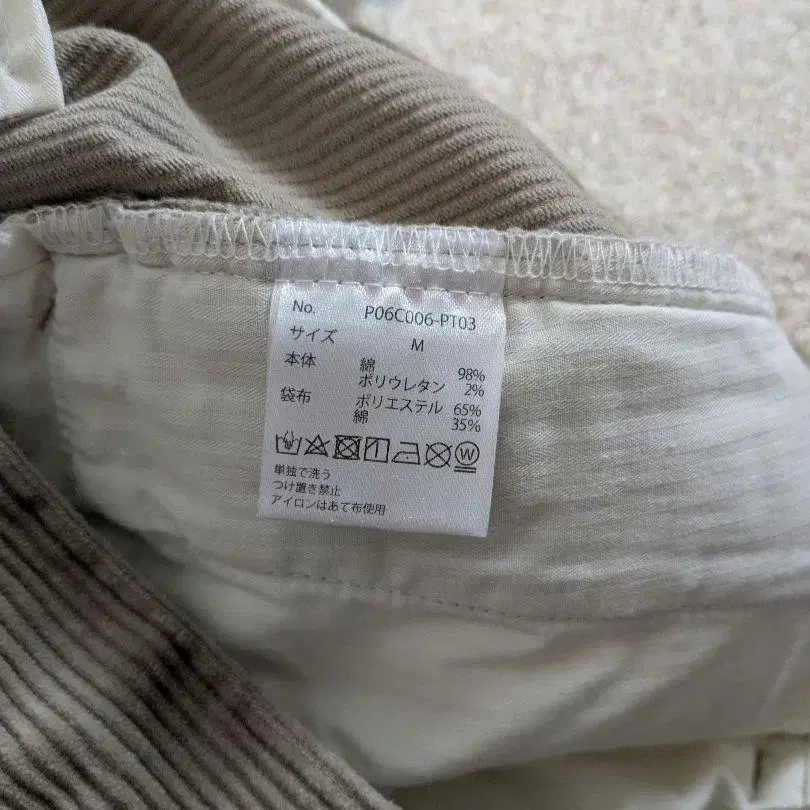 No. P06C006-PT03
サイズ M
本体 綿 98%
ポリウレタン 2%
袋布 ポリエステル 65%
綿 35%
W
単独で洗う
つけ置き禁止
アイロンはあて布使用